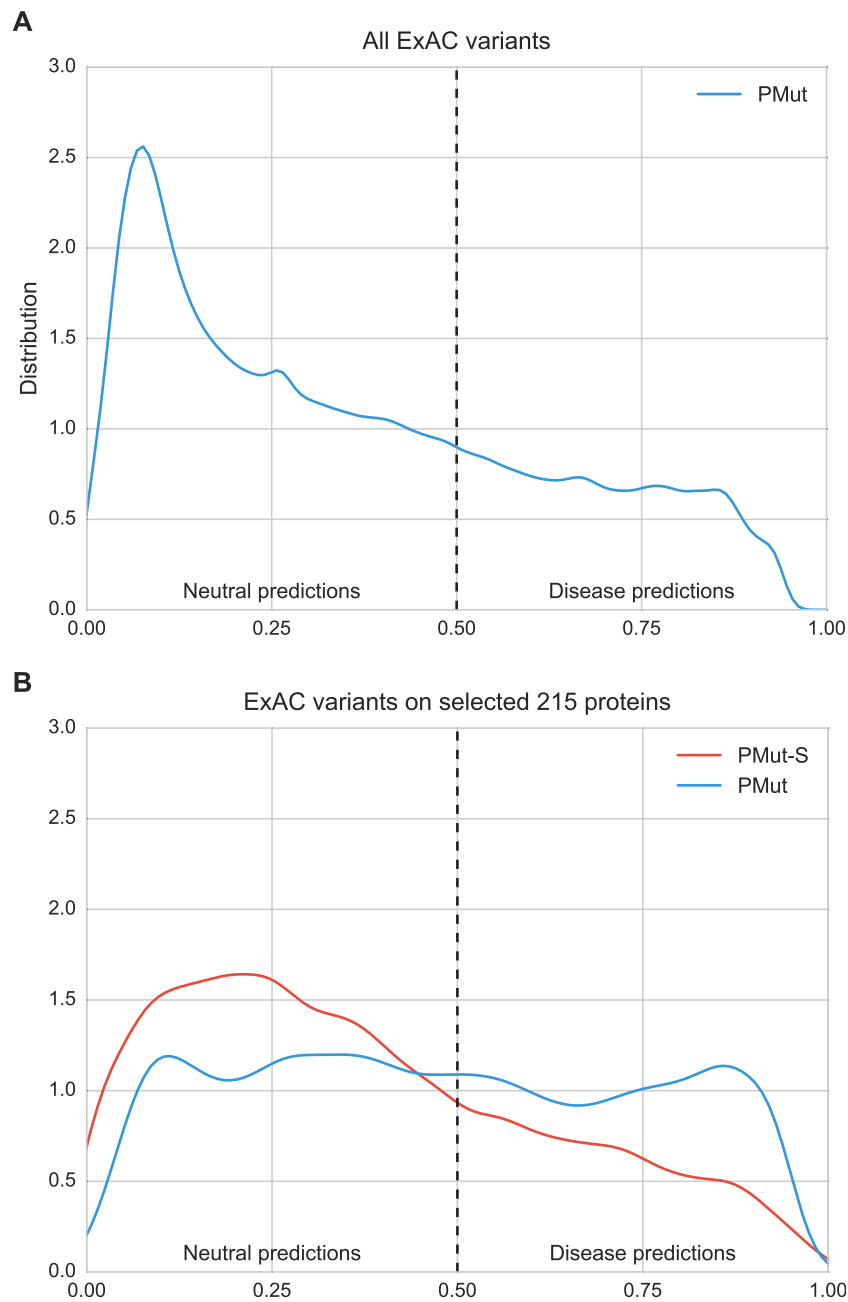 A
All ExAC variants
3.0
PMut
2.5
2.0
1.5
Distribution
1.0
0.5
Neutral predictions
Disease predictions
0.0
0.00
0.25
0.50
0.75
1.00
B
ExAC variants on selected 215 proteins
3.0
PMut-S
PMut
2.5
2.0
1.5
1.0
0.5
Neutral predictions
Disease predictions
0.0
0.00
0.25
0.50
0.75
1.00